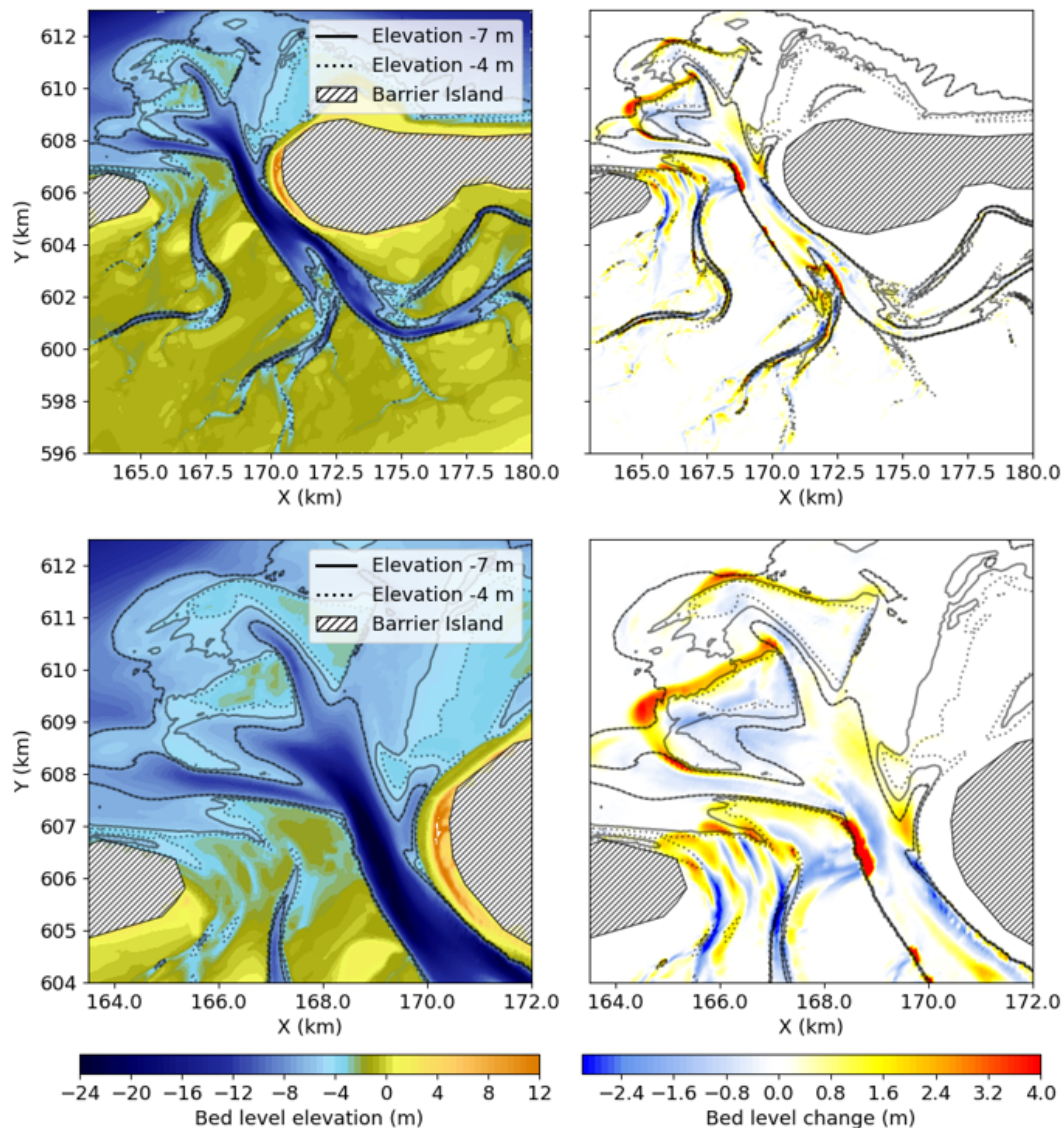 612
610
608
606
604
602
600
598
596
Y (km)
Elevation -7 m
Elevation -4 m
Barrier Island
165.0 167.5 170.0 172.5 175.0 177.5 180.0
X (km)
165.0 167.5 170.0 172.5 175.0 177.5 180.0
X (km)
612
611
610
609
608
607
606
605
604
Y (km)
Elevation -7 m
Elevation -4 m
Barrier Island
164.0 166.0 168.0 170.0 172.0
X (km)
164.0 166.0 168.0 170.0 172.0
X (km)
−24 −20 −16 −12 −8 −4 0 4 8 12
Bed level elevation (m)
−2.4 −1.6 −0.8 0.0 0.8 1.6 2.4 4.0
Bed level change (m)